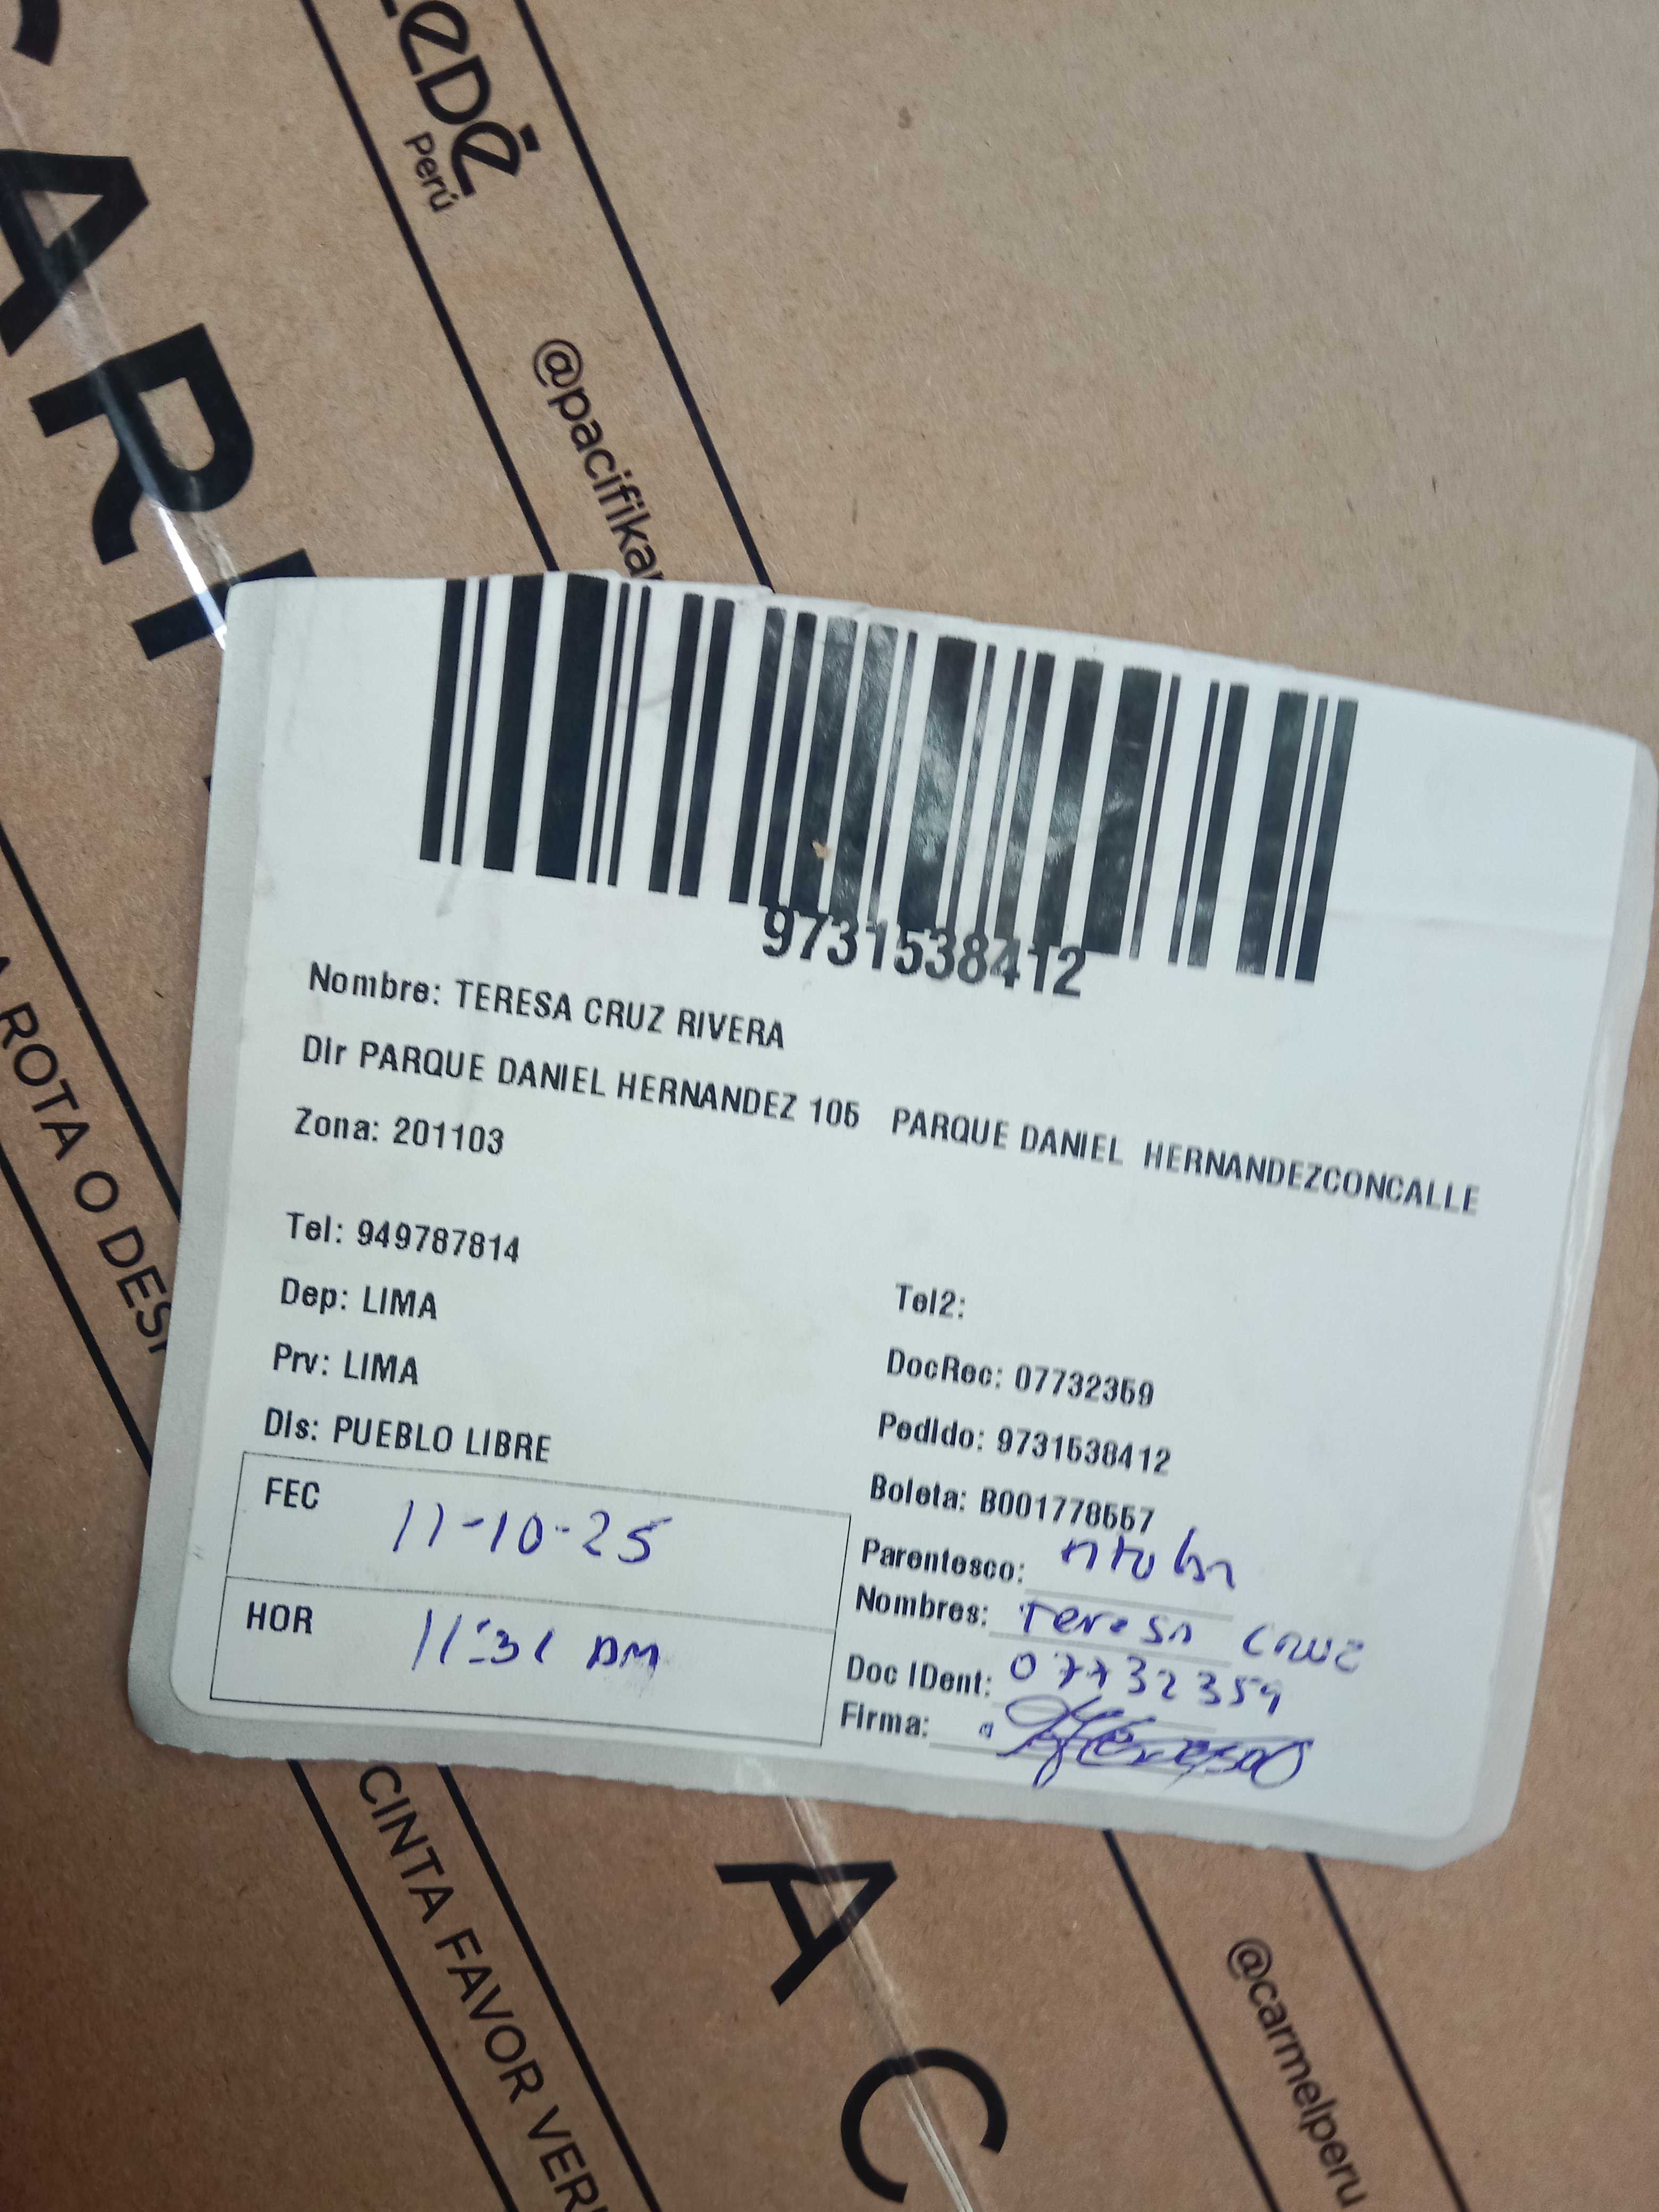 Perú
@pacifika
9731538412
Nombre: TERESA CRUZ RIVERA
Dir PARQUE DANIEL HERNANDEZ 105 PARQUE DANIEL HERNANDEZCONCALLE
Zona: 201103
Tel: 949787814
Tel2:
Dep: LIMA
DocRec: 07732359
Prv: LIMA
Pedido: 9731538412
Dis: PUEBLO LIBRE
Boleta: B001778557
FEC 11-10-25
Parentesco:
Nombres: Teresa Cruz
HOR 11:31 AM
Doc IDent: 07732359
Firma:
ROTA O DES
CINTA FAVOR VERI
@carmelperu